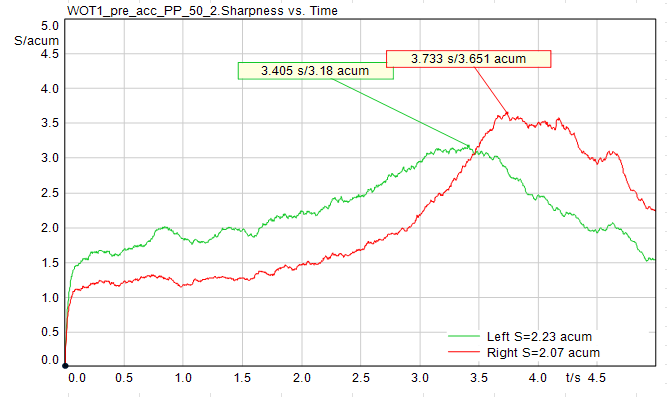 WOT1_pre_acc_PP_50_2.Sharpness vs. Time
5.0
S/acum
4.5
4.0
3.5
3.0
2.5
2.0
1.5
1.0
0.5
0.0
3.405 s/3.18 acum
3.733 s/3.651 acum
Left S=2.23 acum
Right S=2.07 acum
0.0 0.5 1.0 1.5 2.0 2.5 3.0 3.5 4.0 t/s 4.5